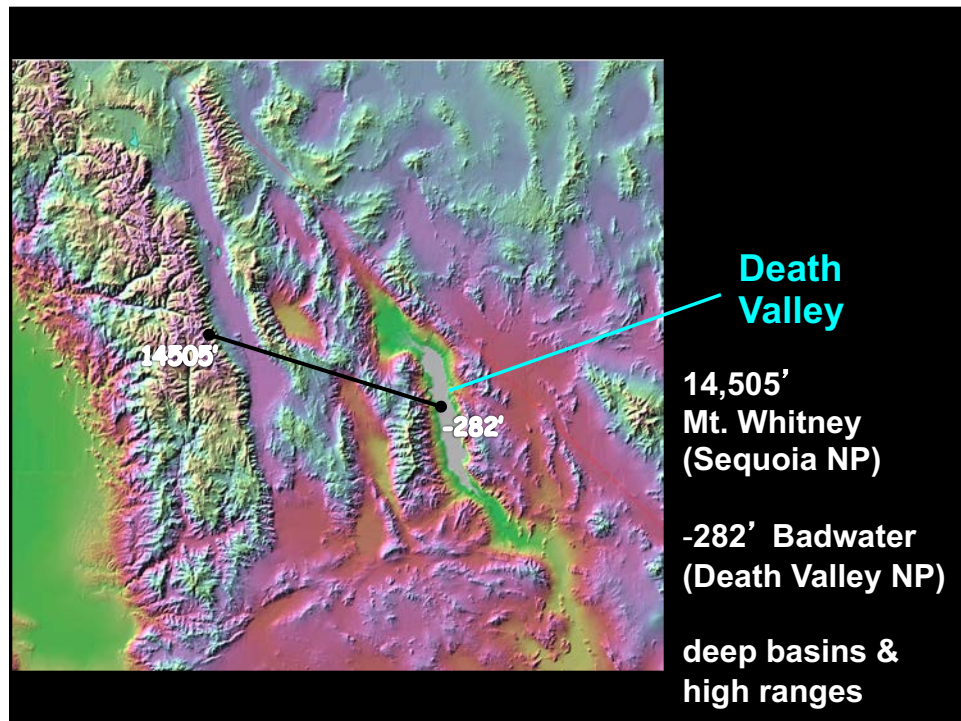 Death
Valley
14505'
-282'
14,505’
Mt. Whitney
(Sequoia NP)
-282’ Badwater
(Death Valley NP)
deep basins &
high ranges